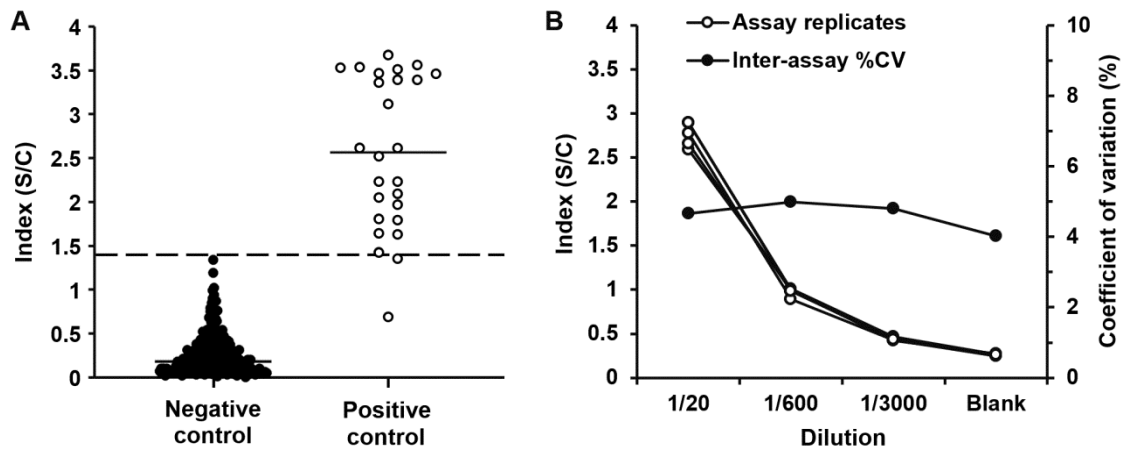 A
Index (S/C)
4
3.5
3
2.5
2
1.5
1
0.5
0
Negative
control
Positive
control
B
Assay replicates
Inter-assay %CV
Index (S/C)
4
3.5
3
2.5
2
1.5
1
0.5
0
10
8
6
4
2
0
Coefficient of variation (%)
1/20
1/600
1/3000
Blank
Dilution